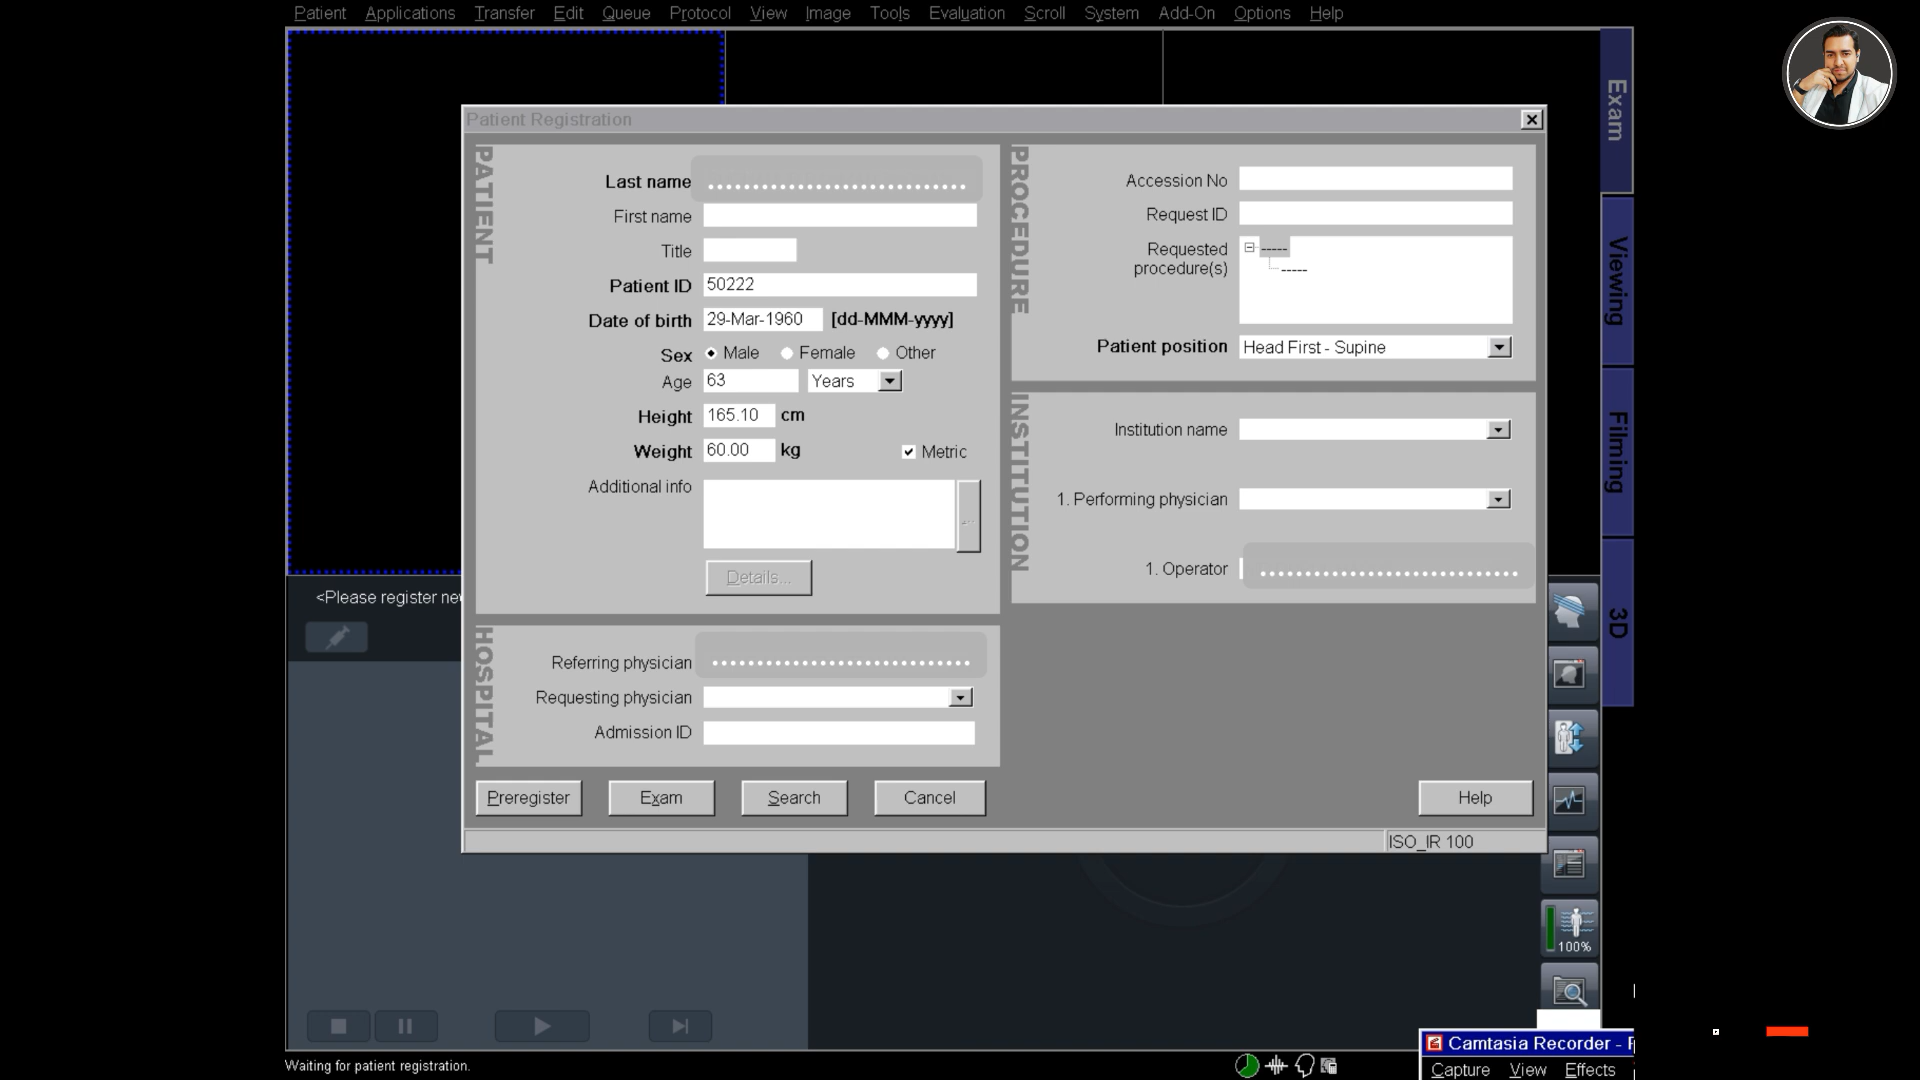 Patient Applications Transfer Edit Queue Protocol View Image Tools Evaluation Scroll System Add-On Options Help
Patient Registration
PATIENT
Last name
First name
Title
Patient ID 50222
Date of birth 29-Mar-1960 [dd-MMM-yyyy]
Sex Male Female Other
Age 63 Years
Height 165.10 cm
Weight 60.00 kg Metric
Additional info
...
Details...
HOSPITAL
Referring physician
Requesting physician
Admission ID
PROCEDURE
Accession No
Request ID
Requested
procedure(s)
-----
-----
Patient position Head First - Supine
INSTITUTION
Institution name
1. Performing physician
1. Operator
Preregister Exam Search Cancel Help
ISO_IR 100
Exam
Viewing
Filming
3D
<Please register ne
100%
Waiting for patient registration.
Camtasia Recorder -
Capture View Effects